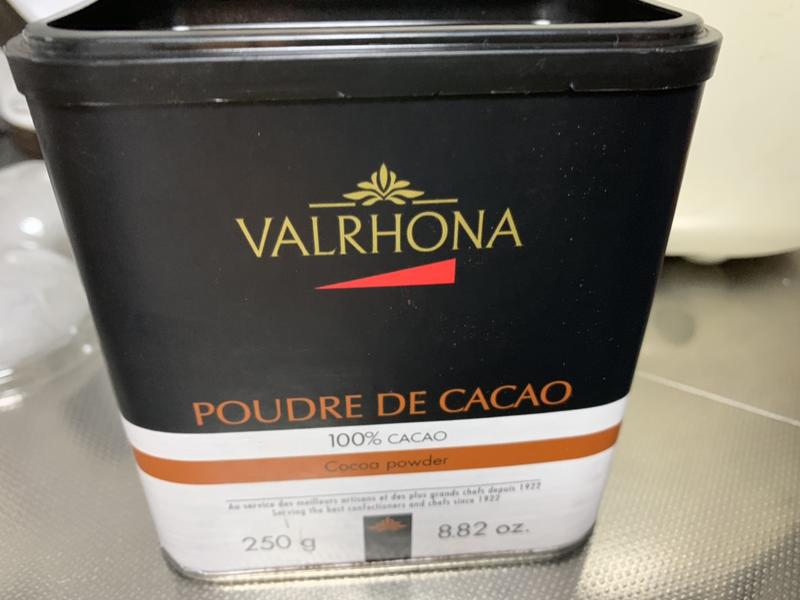 VALRHONA
POUDRE DE CACAO
100% CACAO
Cocoa powder
Au service des meilleurs artisans et des plus grands chefs depuis 1922
Serving the best confectioners and chefs since 1922
250 g 8.82 oz.